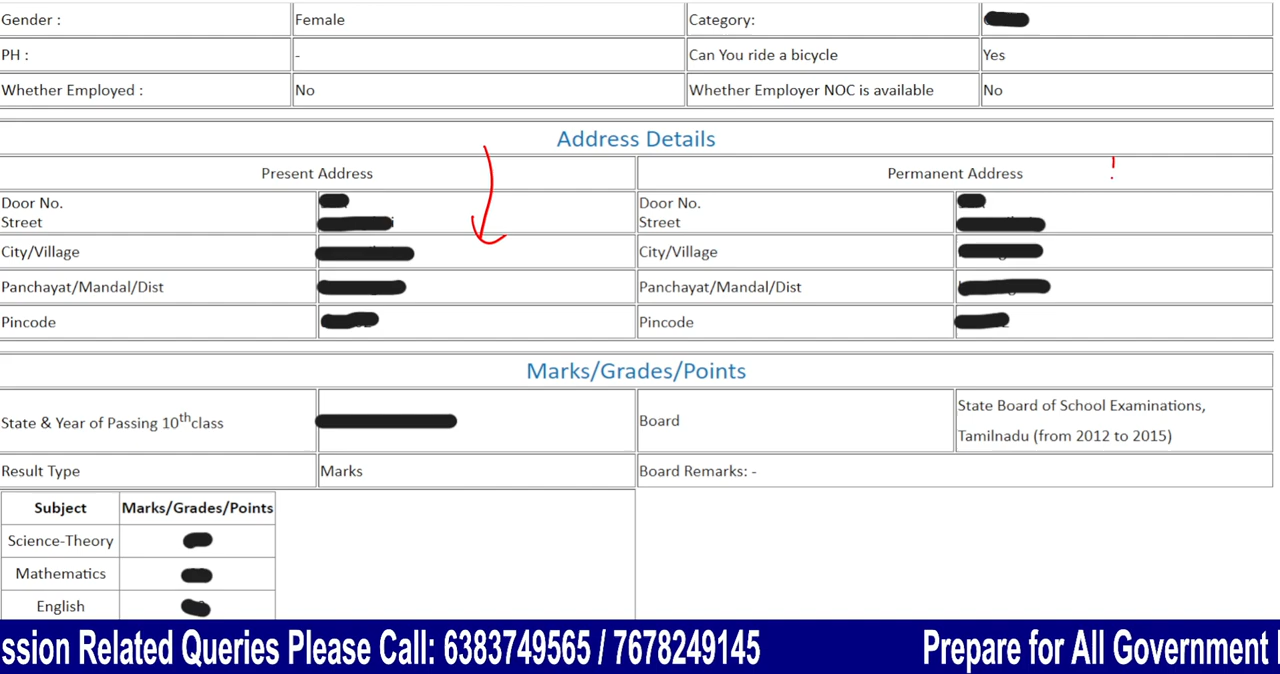 Gender : Female Category:
PH : - Can You ride a bicycle Yes
Whether Employed : No Whether Employer NOC is available No
Address Details
Present Address Permanent Address
Door No. Door No.
Street Street
City/Village City/Village
Panchayat/Mandal/Dist Panchayat/Mandal/Dist
Pincode Pincode
Marks/Grades/Points
State & Year of Passing 10th class Board State Board of School Examinations,
Tamilnadu (from 2012 to 2015)
Result Type Marks Board Remarks: -
Subject Marks/Grades/Points
Science-Theory
Mathematics
English
ssion Related Queries Please Call: 6383749565 / 7678249145 Prepare for All Government